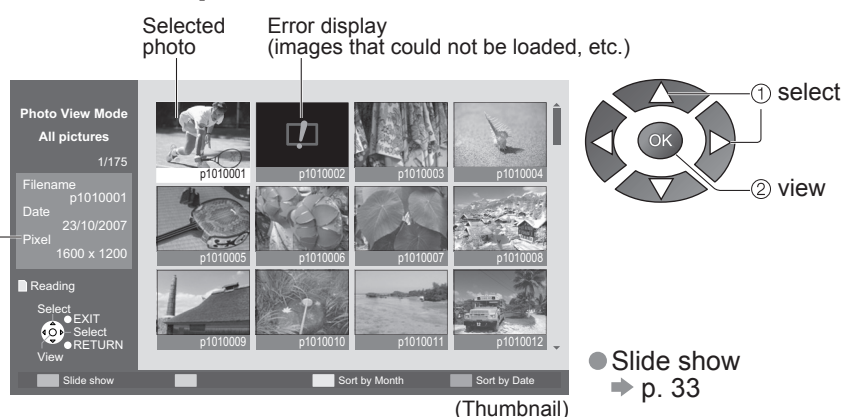 Selected
photo
Error display
(images that could not be loaded, etc.)
Photo View Mode
All pictures
1/175
Filename
p1010001
Date
23/10/2007
Pixel
1600 x 1200
Reading
Select
EXIT
Select
RETURN
View
p1010001
p1010002
p1010003
p1010004
p1010005
p1010006
p1010007
p1010008
p1010009
p1010010
p1010011
p1010012
Slide show
Sort by Month
Sort by Date
(Thumbnail)
① select
OK
② view
● Slide show
➡ p. 33